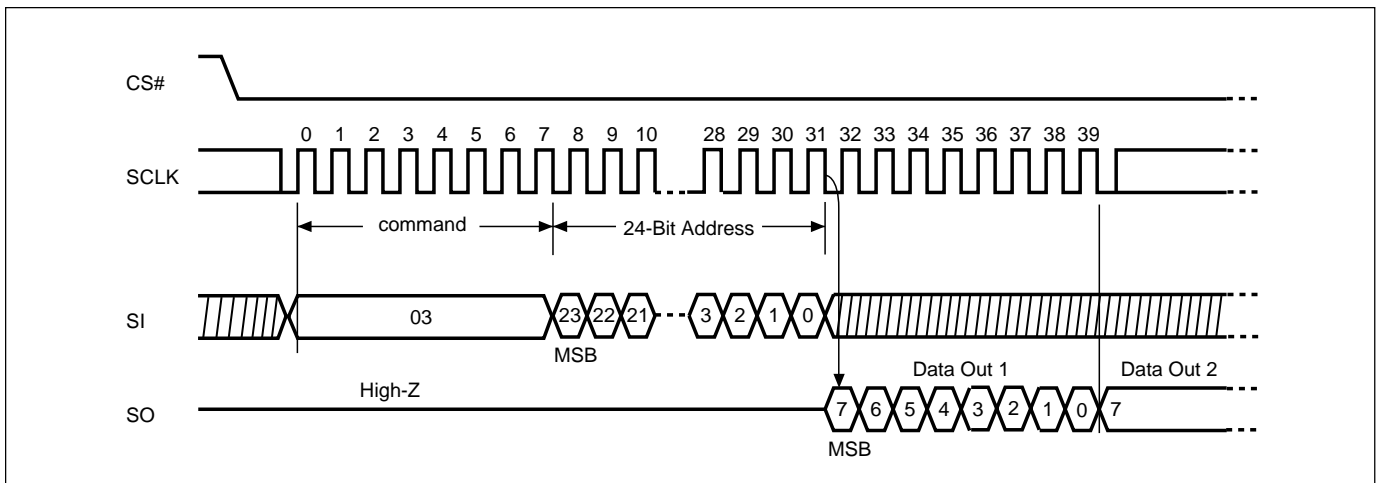 CS#
0 1 2 3 4 5 6 7 8 9 10 28 29 30 31 32 33 34 35 36 37 38 39
SCLK
command
24-Bit Address
SI
03
23 22 21 3 2 1 0
MSB
High-Z
Data Out 1
Data Out 2
SO
7 6 5 4 3 2 1 0 7
MSB